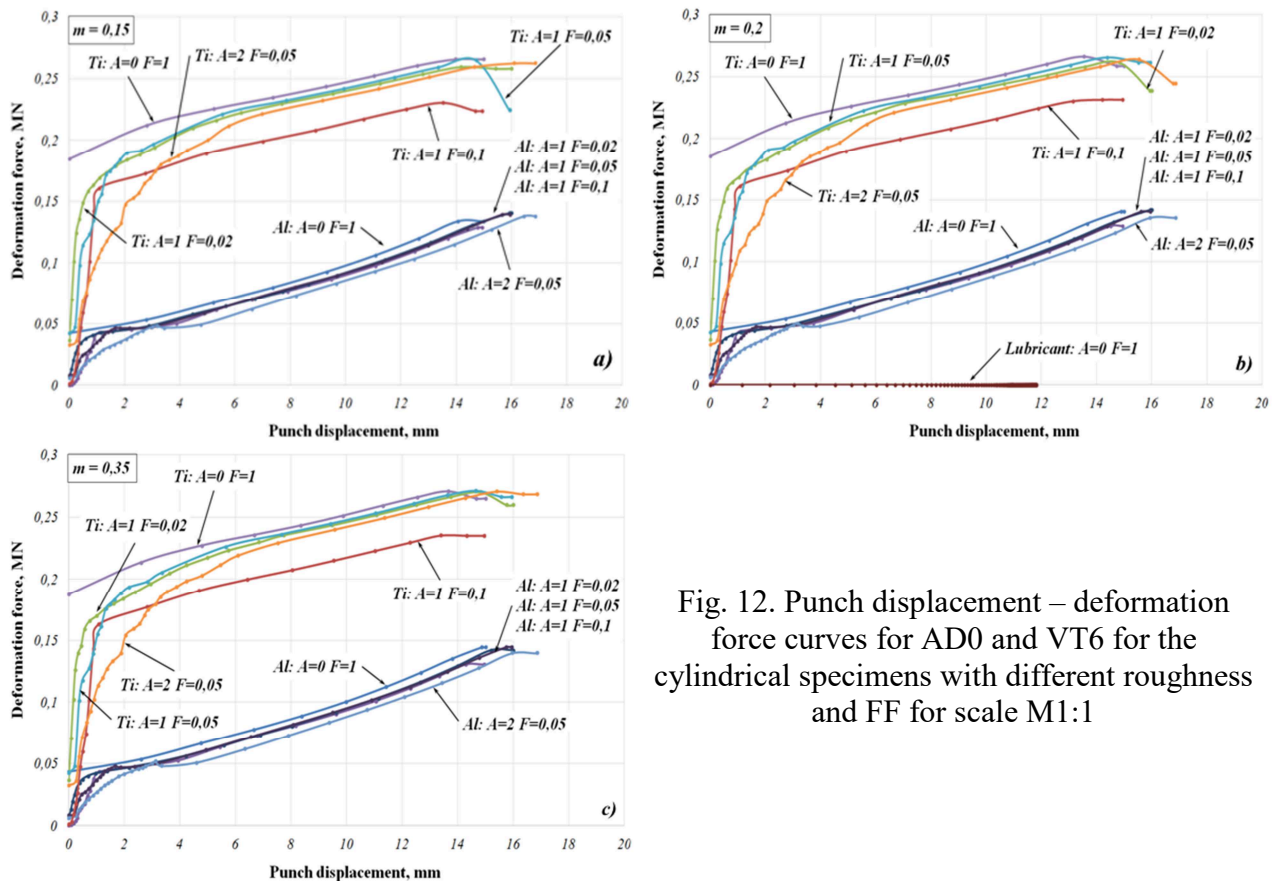 0,3
0,25
0,2
0,15
0,1
0,05
0
Deformation force, MN
m = 0,15
Ti: A=0 F=1
Ti: A=2 F=0,05
Ti: A=1 F=0,05
Ti: A=1 F=0,1
Al: A=1 F=0.02
Al: A=1 F=0,05
Al: A=1 F=0,1
Ti: A=1 F=0,02
Al: A=0 F=1
Al: A=2 F=0,05
a)
0 2 4 6 8 10 12 14 16 18 20
Punch displacement, mm
0,3
0,25
0,2
0,15
0,1
0,05
0
Deformation force, MN
m = 0,2
Ti: A=0 F=1
Ti: A=1 F=0,05
Ti: A=1 F=0,02
Ti: A=1 F=0,1
Al: A=1 F=0,02
Al: A=1 F=0,05
Al: A=1 F=0,1
Ti: A=2 F=0,05
Al: A=0 F=1
Al: A=2 F=0,05
Lubricant: A=0 F=1
b)
0 2 4 6 8 10 12 14 16 18 20
Punch displacement, mm
0,3
0,25
0,2
0,15
0,1
0,05
0
Deformation force, MN
m = 0,35
Ti: A=0 F=1
Ti: A=1 F=0,02
Ti: A=1 F=0,1
Al: A=1 F=0,02
Al: A=1 F=0,05
Al: A=1 F=0,1
Al: A=0 F=1
Ti: A=2 F=0,05
Ti: A=1 F=0,05
Al: A=2 F=0,05
c)
0 2 4 6 8 10 12 14 16 18 20
Punch displacement, mm
Fig. 12. Punch displacement – deformation
force curves for AD0 and VT6 for the
cylindrical specimens with different roughness
and FF for scale M1:1